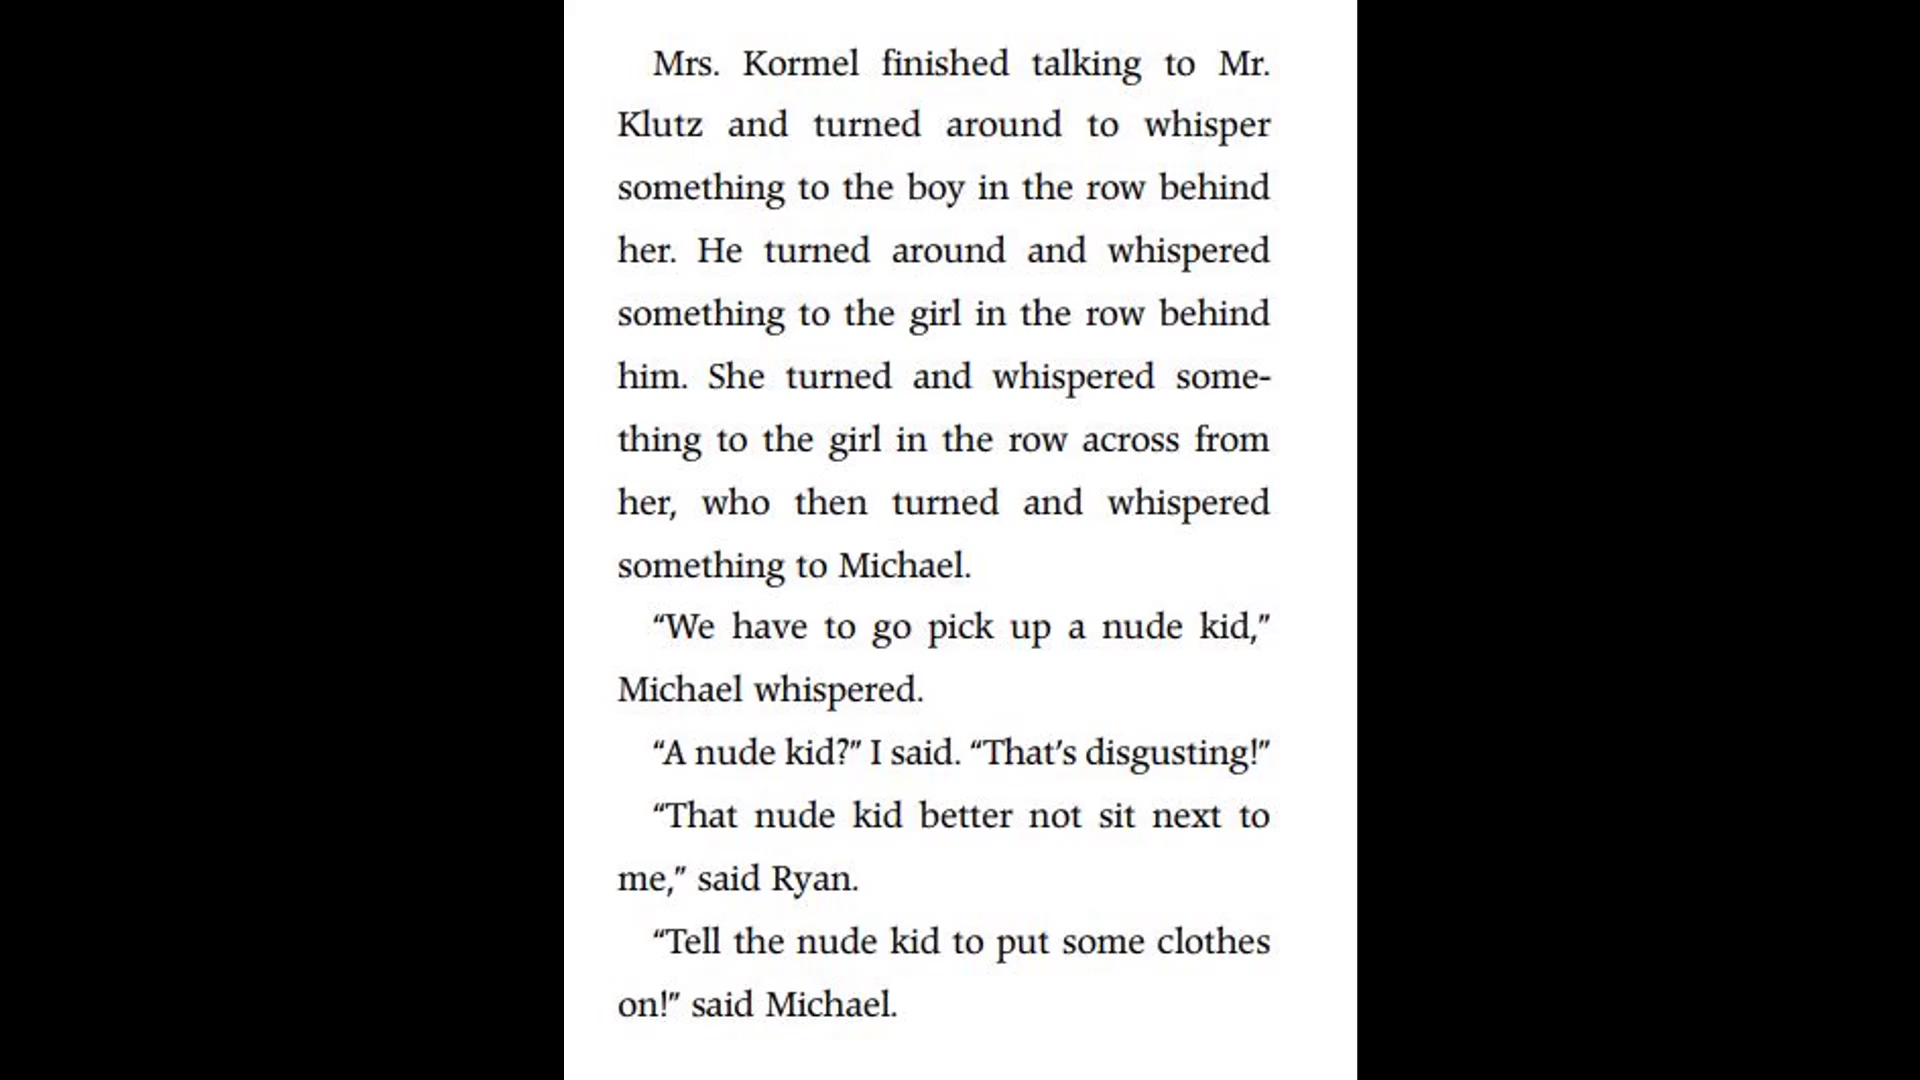 Mrs. Kormel finished talking to Mr.
Klutz and turned around to whisper
something to the boy in the row behind
her. He turned around and whispered
something to the girl in the row behind
him. She turned and whispered some-
thing to the girl in the row across from
her, who then turned and whispered
something to Michael.
“We have to go pick up a nude kid,”
Michael whispered.
“A nude kid?” I said. “That’s disgusting!”
“That nude kid better not sit next to
me,” said Ryan.
“Tell the nude kid to put some clothes
on!” said Michael.